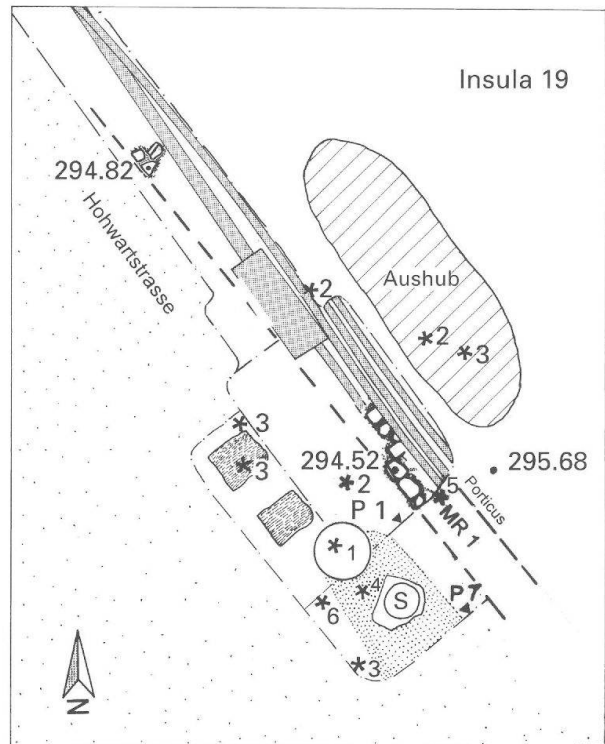 Insula 19
294.82
Hohwartstrasse
Aushub
*2
*2
*3
*3
*3
294.52
*2
295.68
5
*
Porticus
MR 1
P 1
*1
*4
S
*6
P7
*3
N